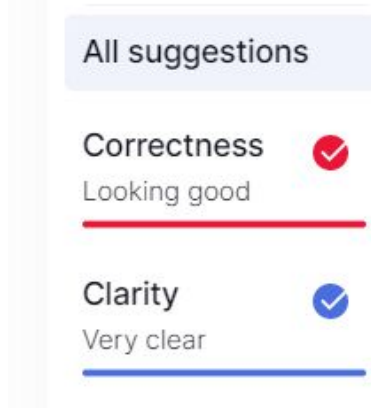 All suggestions
Correctness
Looking good
Clarity
Very clear